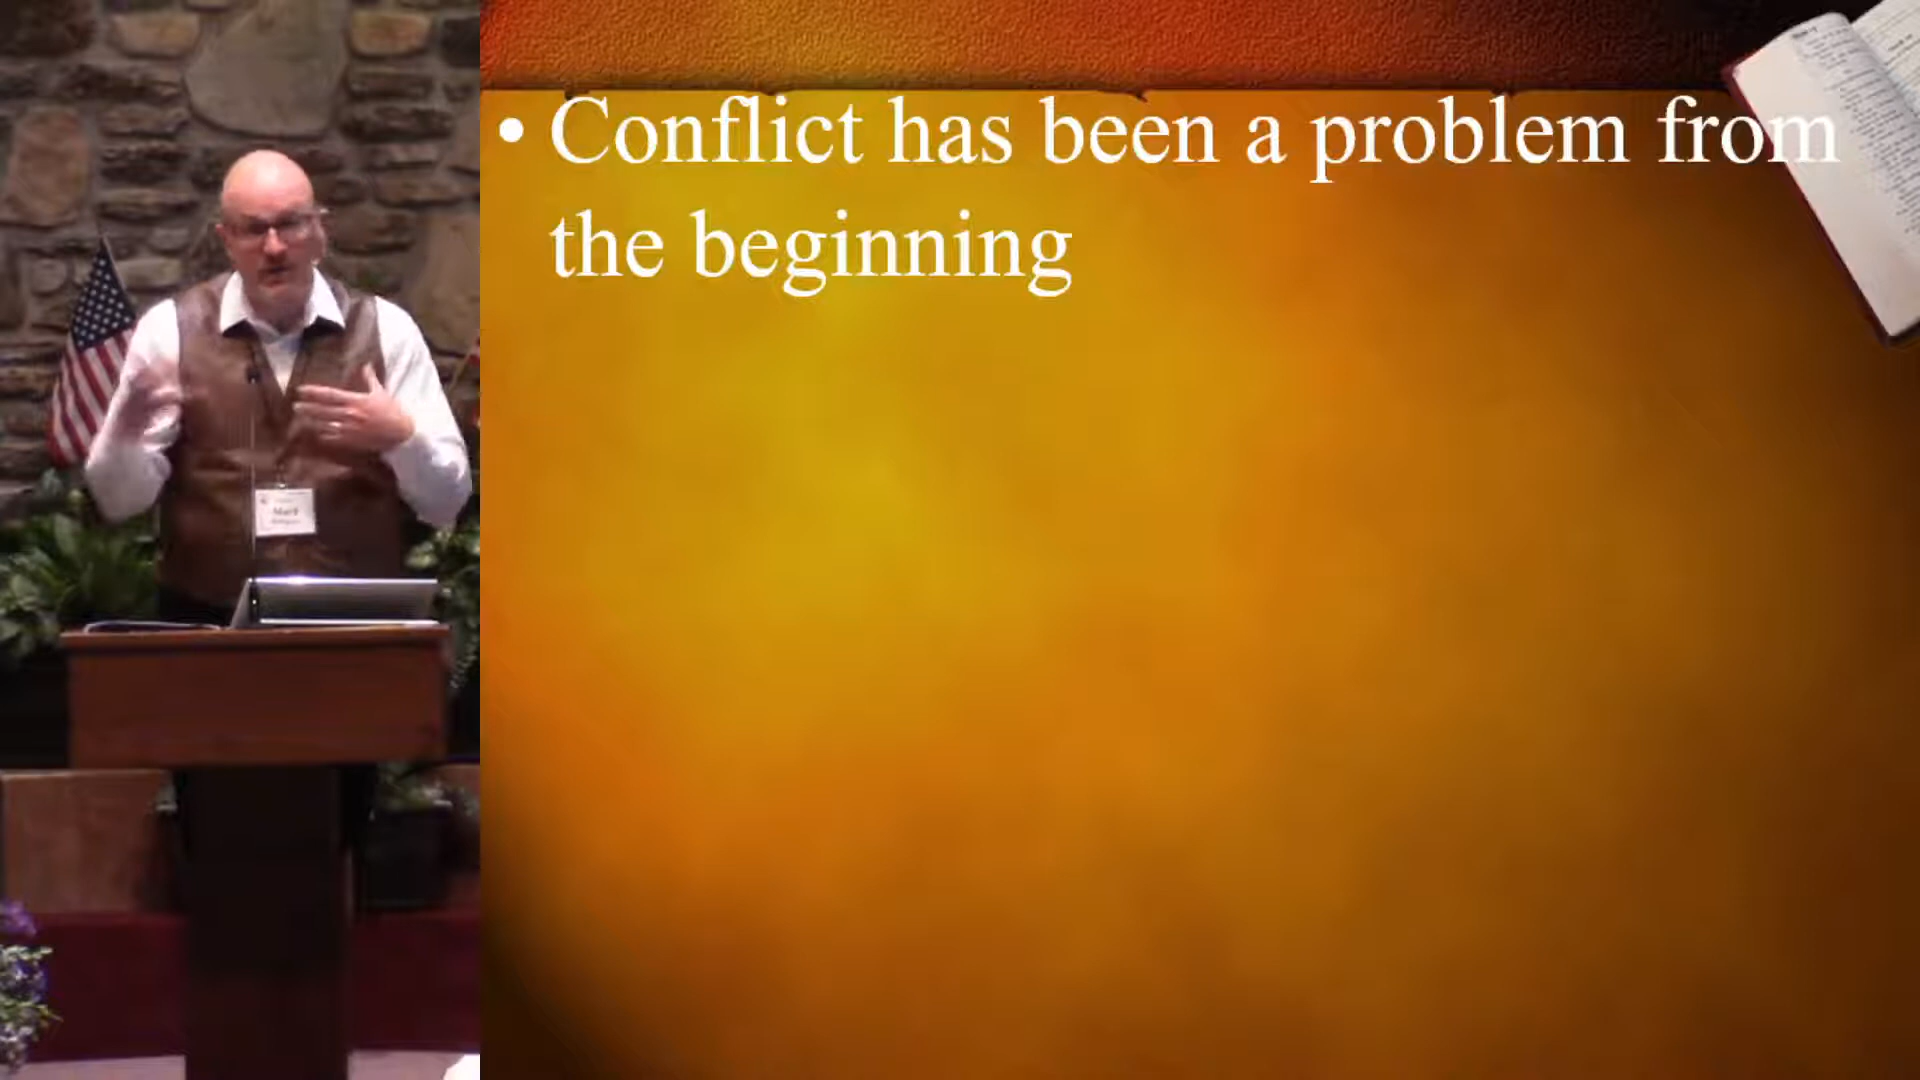 • Conflict has been a problem from
the beginning